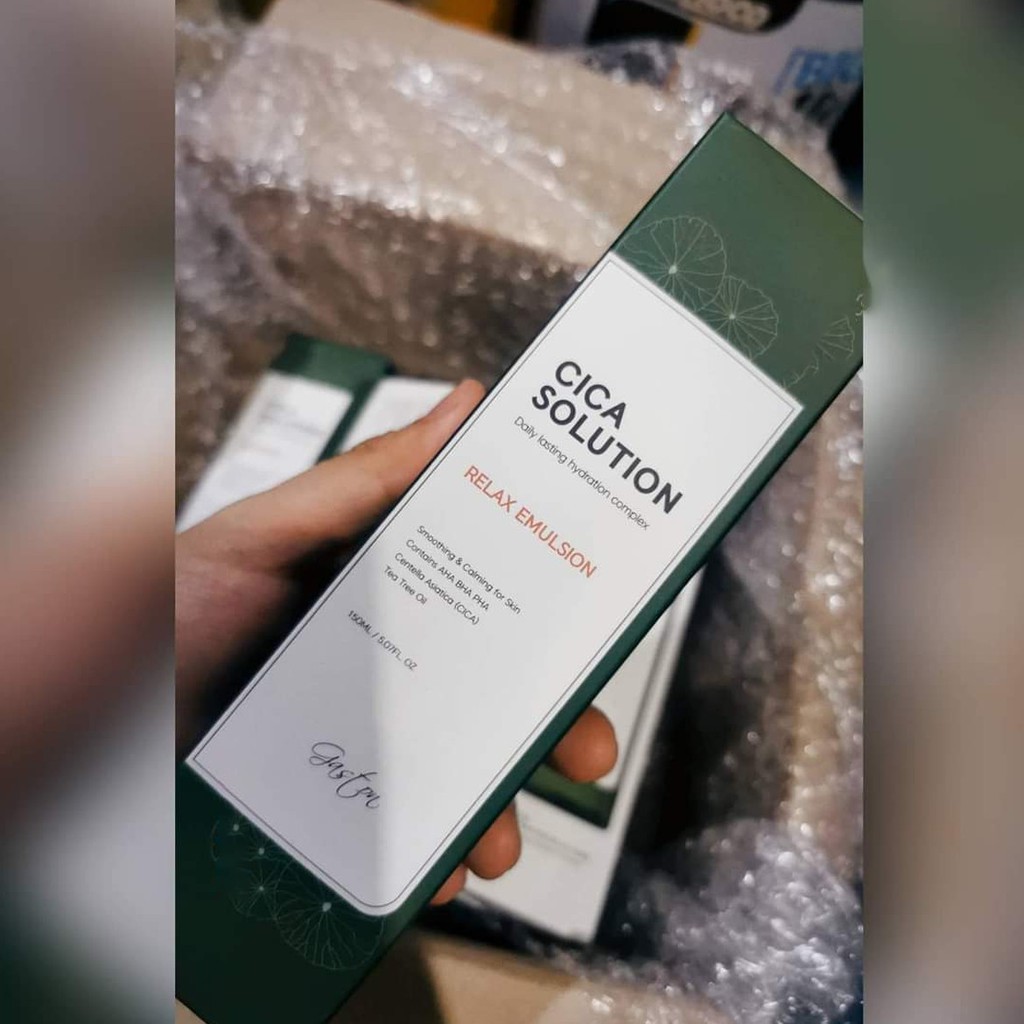 CICA
SOLUTION
Daily lasting hydration complex
RELAX EMULSION
Smoothing & Calming for Skin
Contains AHA BHA PHA
Centella Asiatica (CICA)
Tea Tree Oil
150ML / 5.07FL. OZ
Gaston